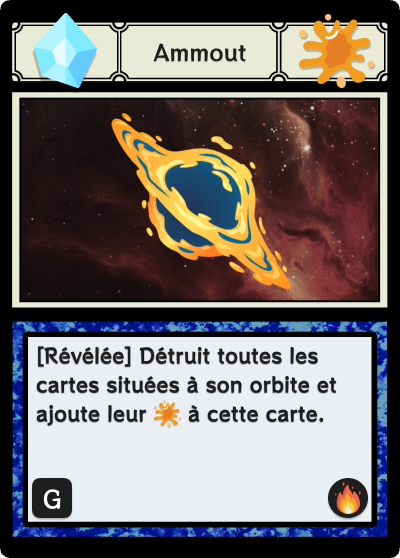 Ammout
[Révélée] Détruit toutes les
cartes situées à son orbite et
ajoute leur à cette carte.
G